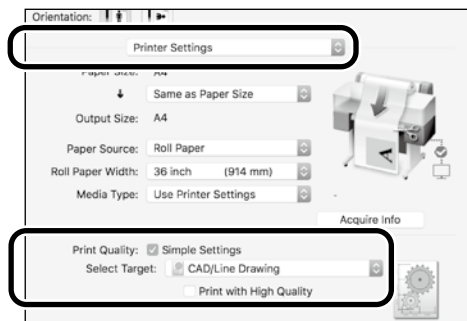 Orientation:
Printer Settings
Paper Size: A4
Same as Paper Size
Output Size: A4
Paper Source: Roll Paper
Roll Paper Width: 36 inch (914 mm)
Media Type: Use Printer Settings
-
Acquire Info
Print Quality: Simple Settings
Select Target: CAD/Line Drawing
Print with High Quality